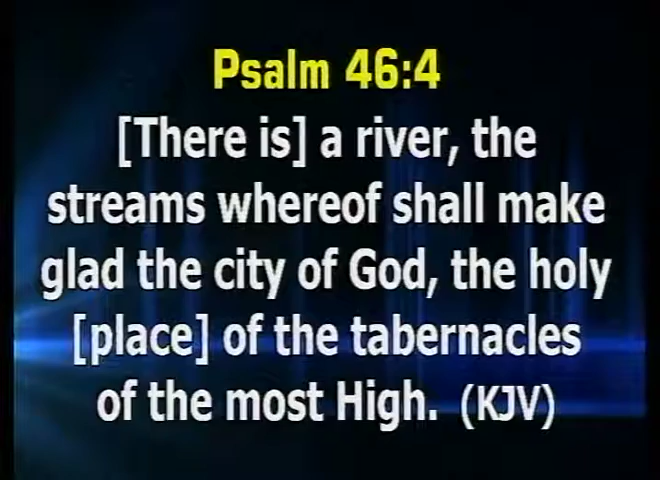 Psalm 46:4
[There is] a river, the
streams whereof shall make
glad the city of God, the holy
[place] of the tabernacles
of the most High. (KJV)